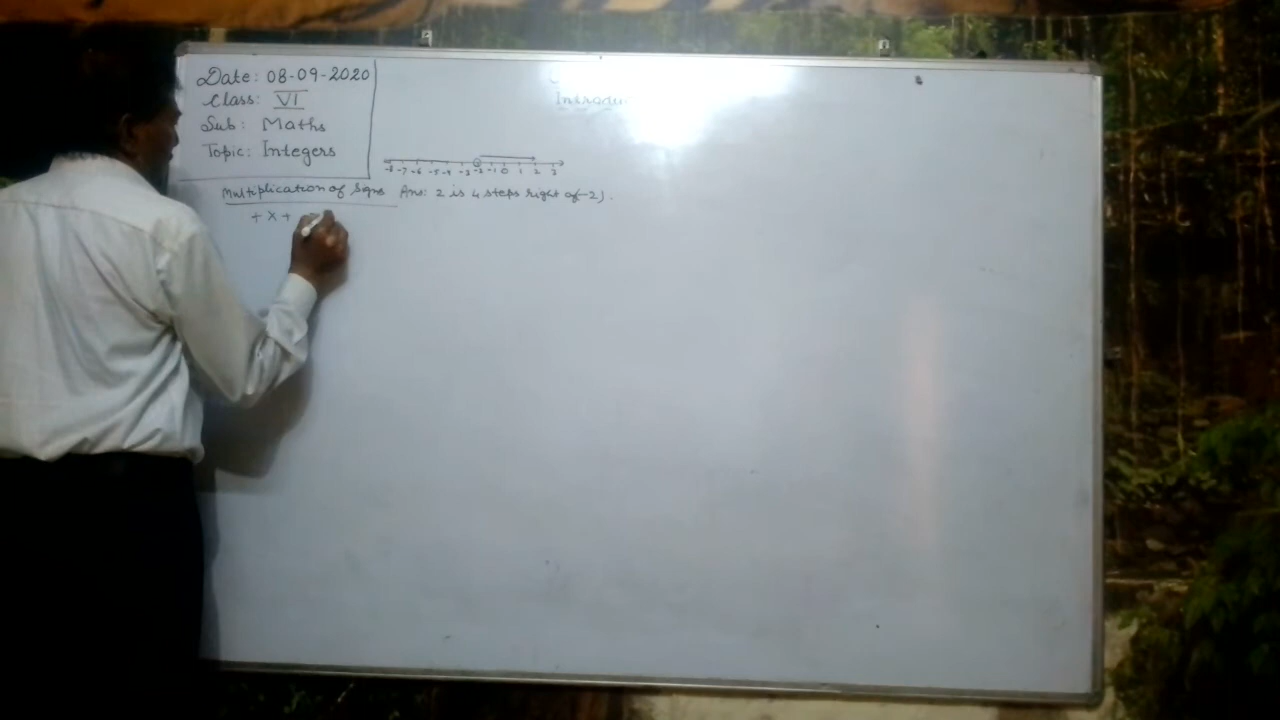 Date: 08-09-2020
Class: VI
Sub: Maths
Topic: Integers
-8 -7 -6 -5 -4 -3 -2 -1 0 1 2 3
Multiplication of Signs
Ans: 2 is 4 steps right of -2).
+ x +